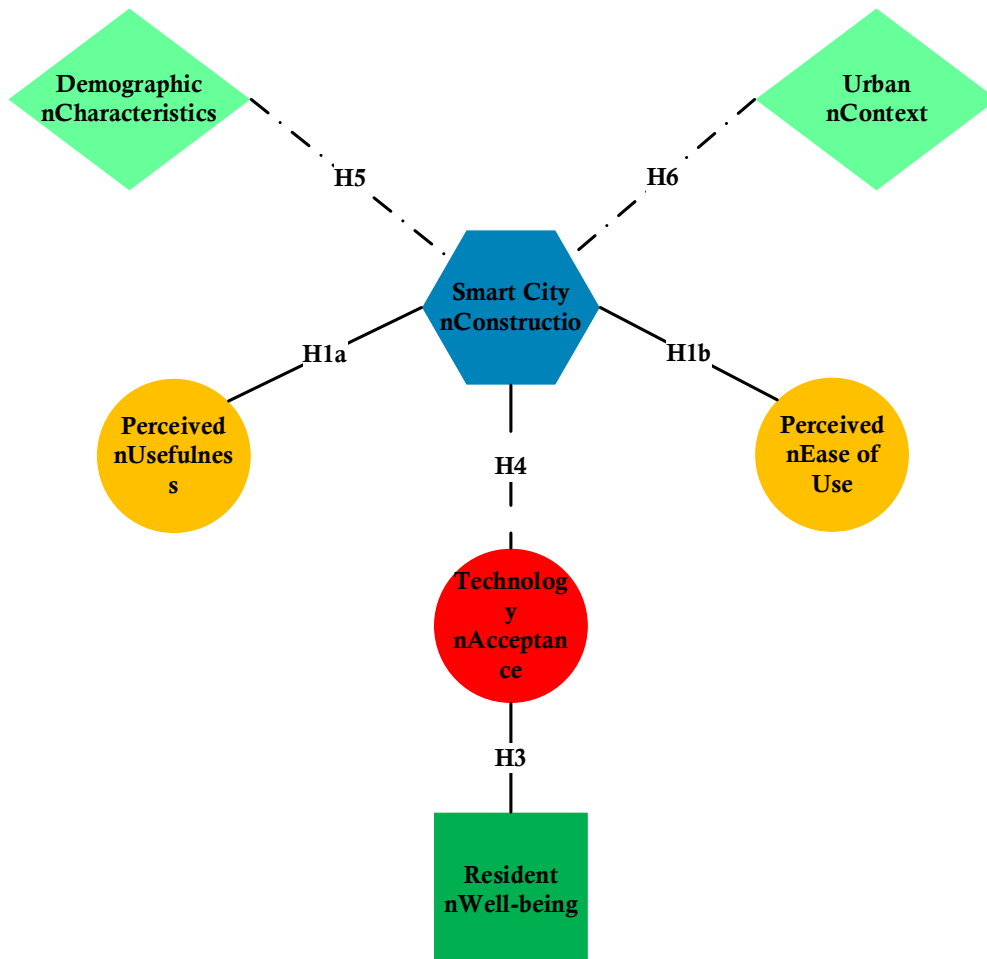 Demographic
nCharacteristics
Urban
nContext
H5
H6
Smart City
nConstructio
H1a
H1b
Perceived
nUsefulnes
s
Perceived
nEase of
Use
H4
Technolog
y
nAcceptan
ce
H3
Resident
nWell-being